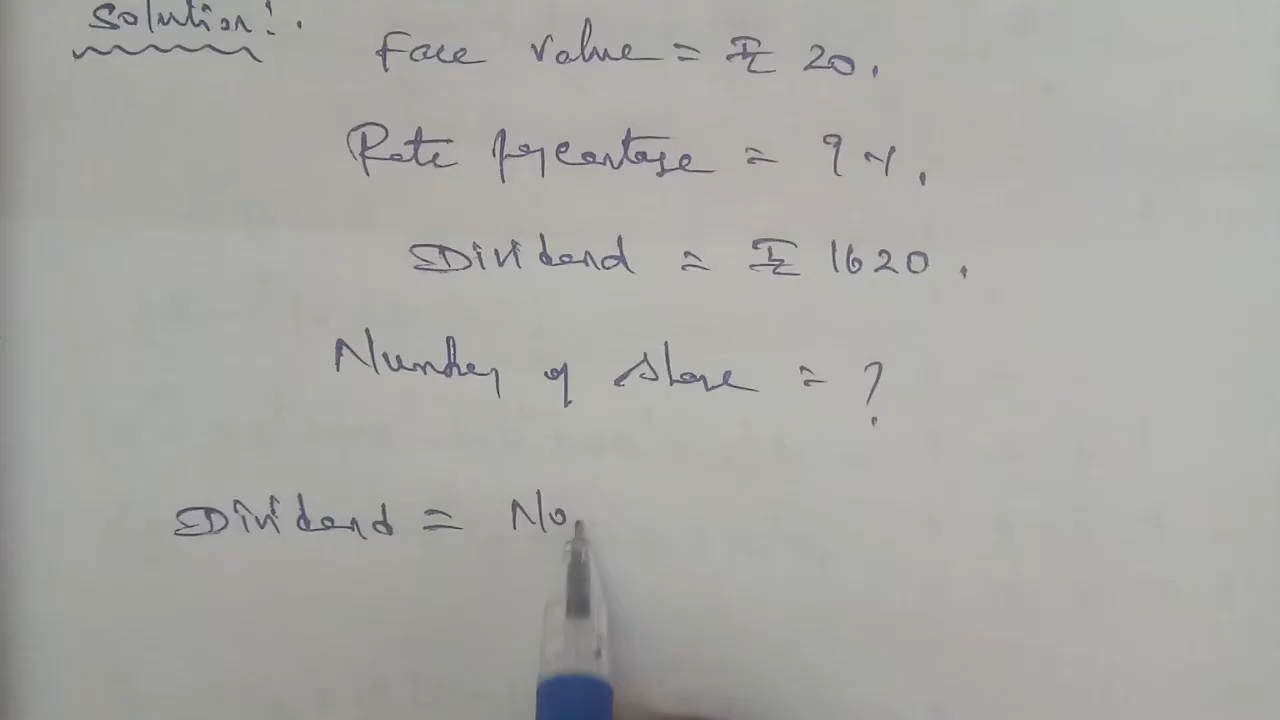 Solution:.
Face value = ₹ 20.
Rate percentage = 9 %.
Dividend = ₹ 1620.
Number of share = ?
Dividend = No